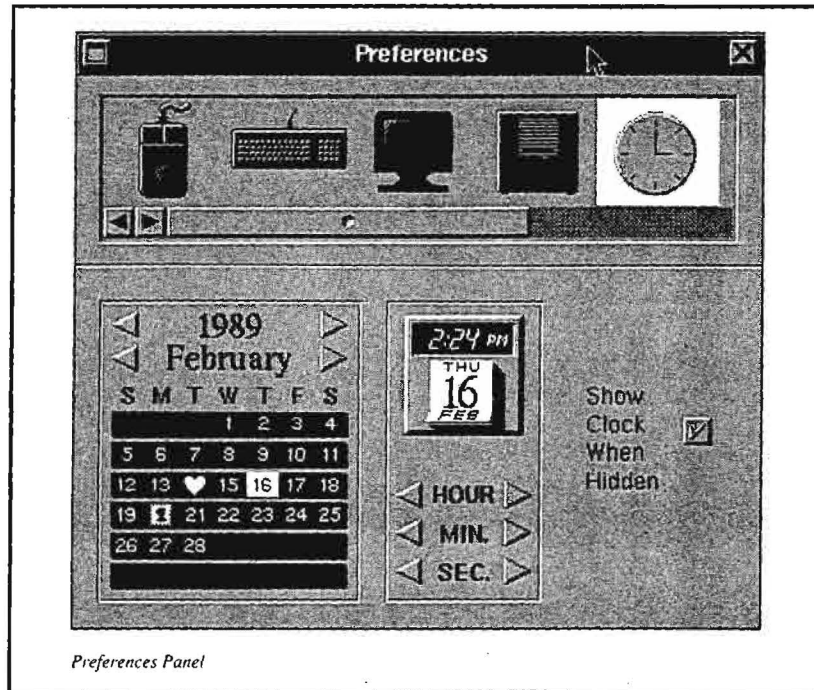 Preferences
1989
February
S M T W T F S
1 2 3 4
5 6 7 8 9 10 11
12 13 15 16 17 18
19 21 22 23 24 25
26 27 28
2:24 PM
THU
16
FEB
HOUR
MIN.
SEC.
Show
Clock
When
Hidden
Preferences Panel